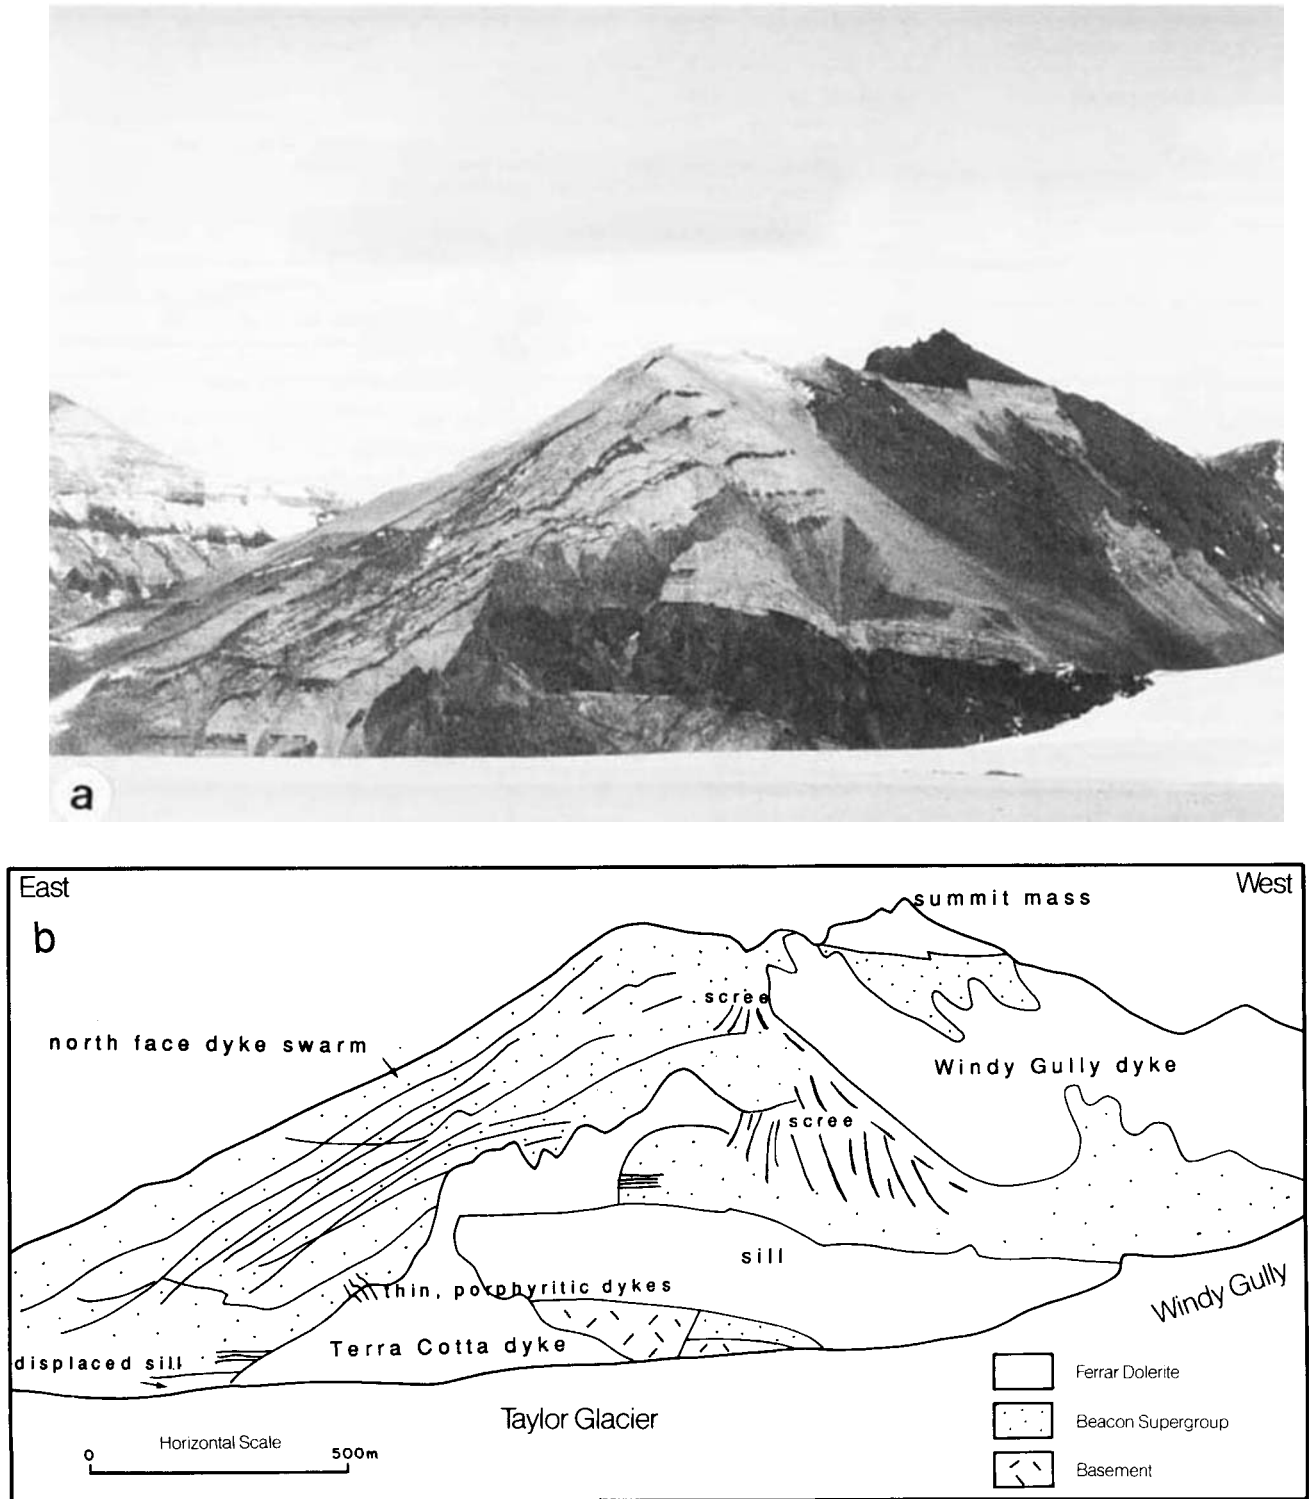 a
East
West
b
summit mass
scree
north face dyke swarm
Windy Gully dyke
scree
sill
thin, porphyritic dykes
Windy Gully
Terra Cotta dyke
displaced sill
Ferrar Dolerite
Taylor Glacier
Beacon Supergroup
Horizontal Scale
0
500m
Basement